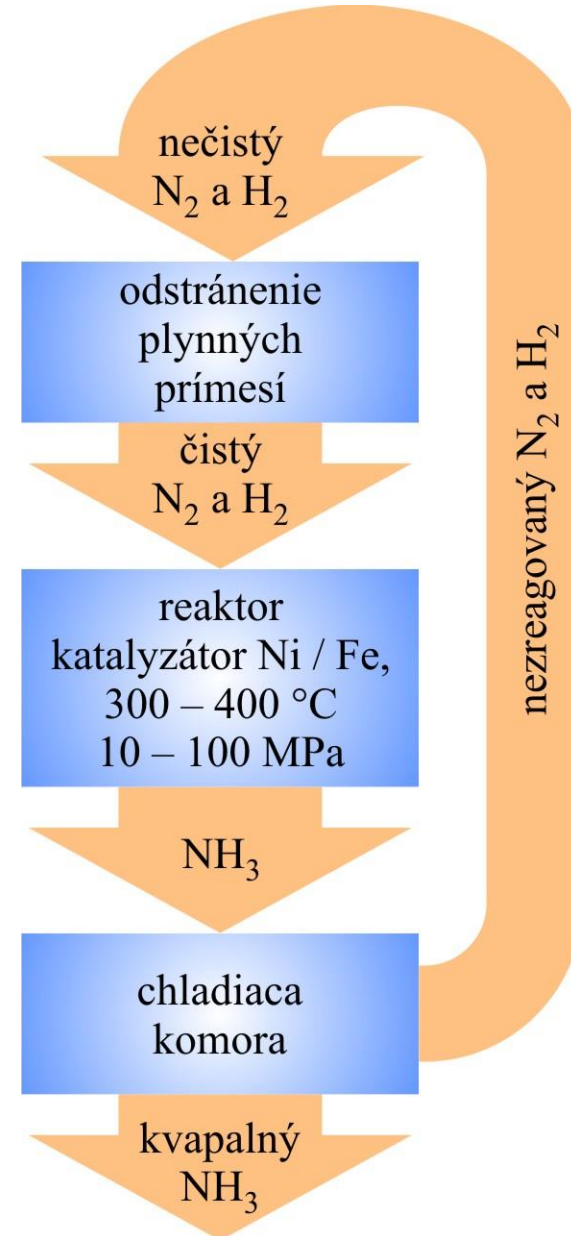 nečistý
N₂ a H₂
odstránenie
plynných
prímesí
čistý
N₂ a H₂
reaktor
katalyzátor Ni / Fe,
300 – 400 °C
10 – 100 MPa
NH₃
chladiaca
komora
kvapalný
NH₃
nezreagovaný N₂ a H₂